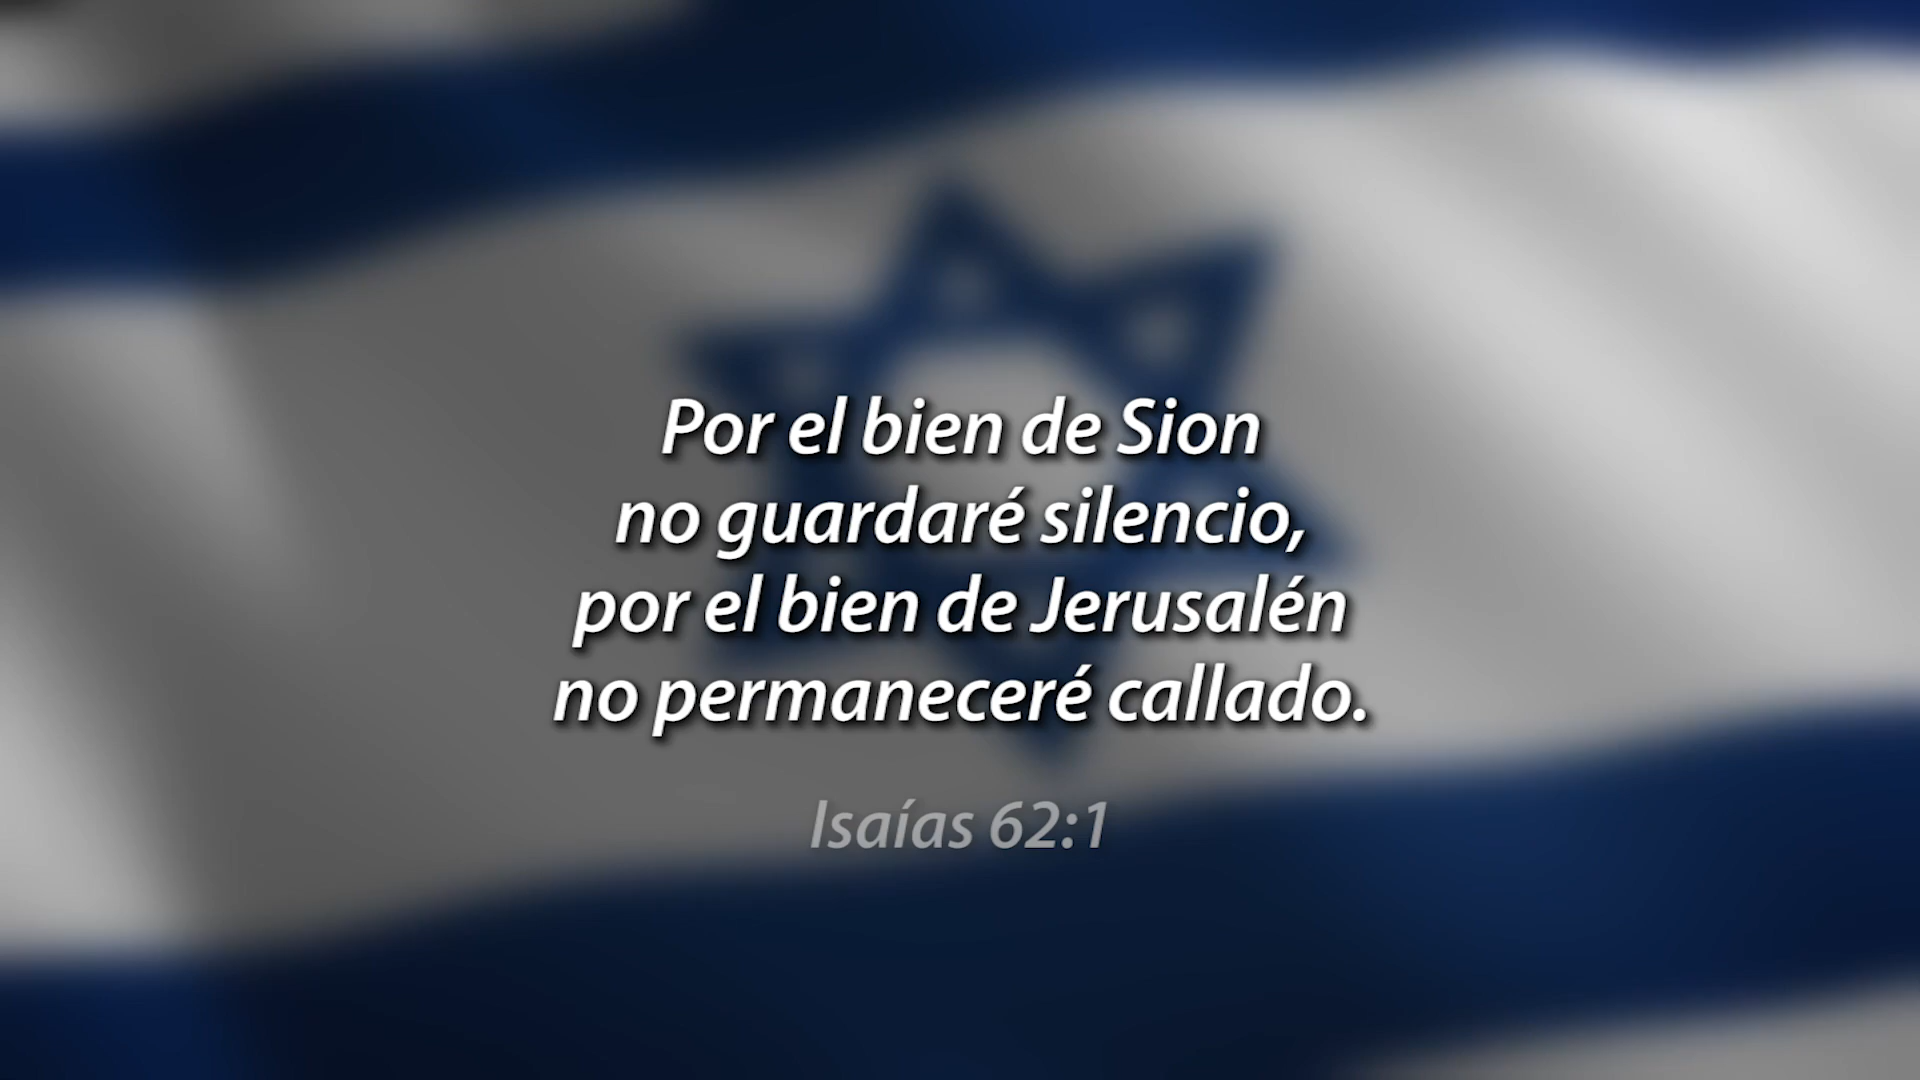 Por el bien de Sion
no guardaré silencio,
por el bien de Jerusalén
no permaneceré callado.
Isaías 62:1